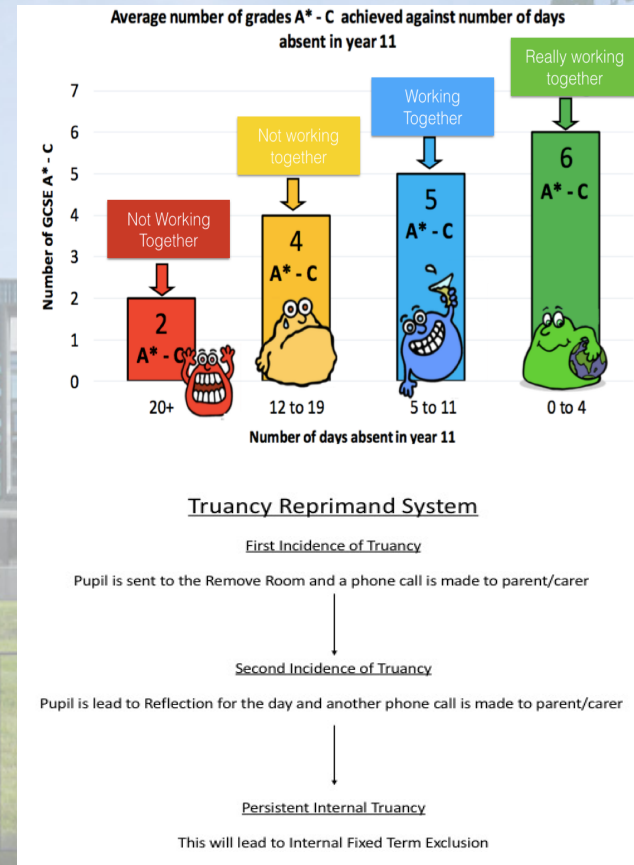 Average number of grades A* - C achieved against number of days
absent in year 11
Really working
together
Working
Together
Not working
together
Not Working
Together
Number of GCSE A* - C
7
6
5
4
3
2
1
0
2
A* - C
4
A* - C
5
A* - C
6
A* - C
20+
12 to 19
5 to 11
0 to 4
Number of days absent in year 11
Truancy Reprimand System
First Incidence of Truancy
Pupil is sent to the Remove Room and a phone call is made to parent/carer
Second Incidence of Truancy
Pupil is lead to Reflection for the day and another phone call is made to parent/carer
Persistent Internal Truancy
This will lead to Internal Fixed Term Exclusion